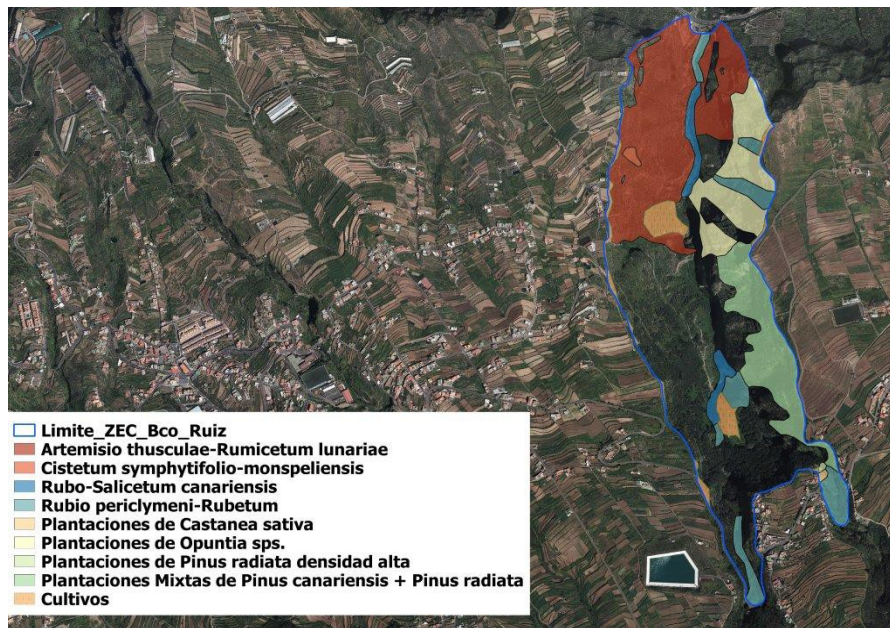 Limite_ZEC_Bco_Ruiz
Artemisio thusculae-Rumicetum lunariae
Cistetum symphytifolio-monspeliensis
Rubo-Salicetum canariensis
Rubio periclymeni-Rubetum
Plantaciones de Castanea sativa
Plantaciones de Opuntia sps.
Plantaciones de Pinus radiata densidad alta
Plantaciones Mixtas de Pinus canariensis + Pinus radiata
Cultivos